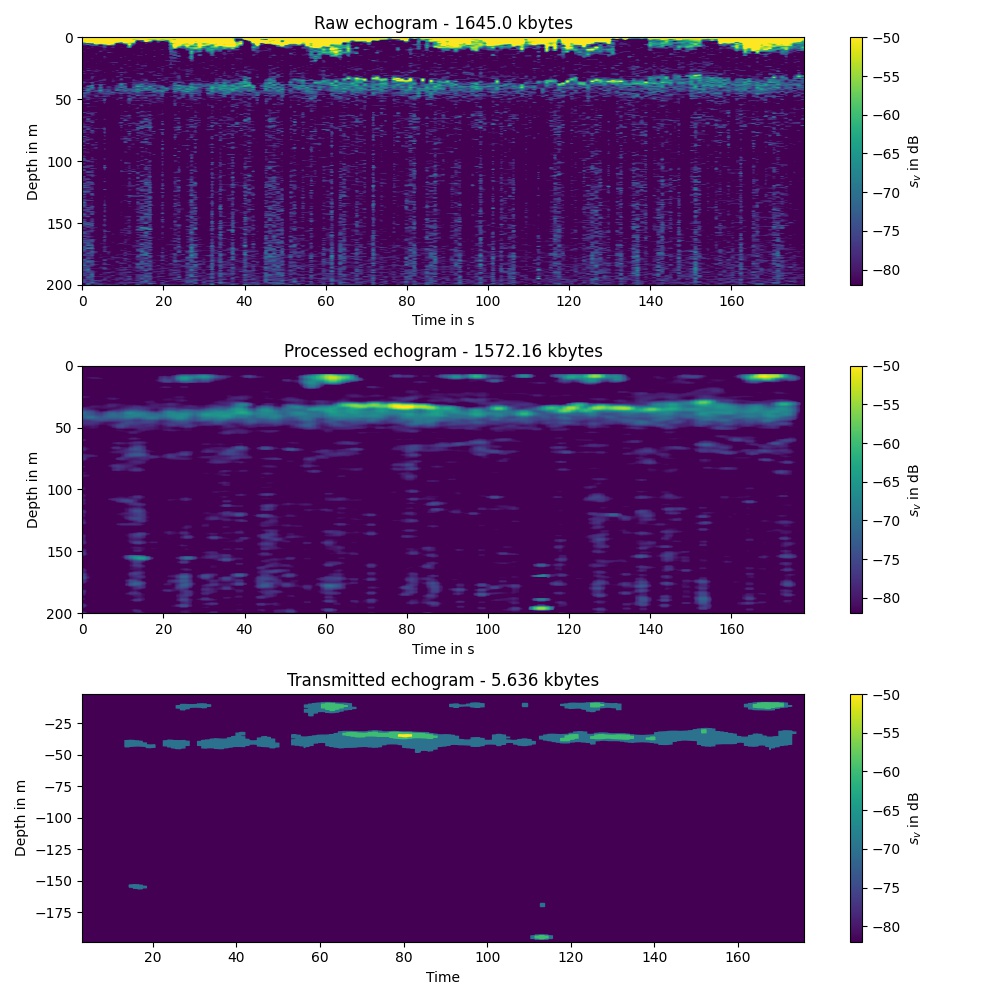 Raw echogram - 1645.0 kbytes
0
50
100
150
200
Depth in m
0 20 40 60 80 100 120 140 160
Time in s
−50
−55
−60
−65
−70
−75
−80
s_v in dB
Processed echogram - 1572.16 kbytes
0
50
100
150
200
Depth in m
0 20 40 60 80 100 120 140 160
Time in s
−50
−55
−60
−65
−70
−75
−80
s_v in dB
Transmitted echogram - 5.636 kbytes
−25
−50
−75
−100
−125
−150
−175
Depth in m
20 40 60 80 100 120 140 160
Time
−50
−55
−60
−65
−70
−75
−80
s_v in dB